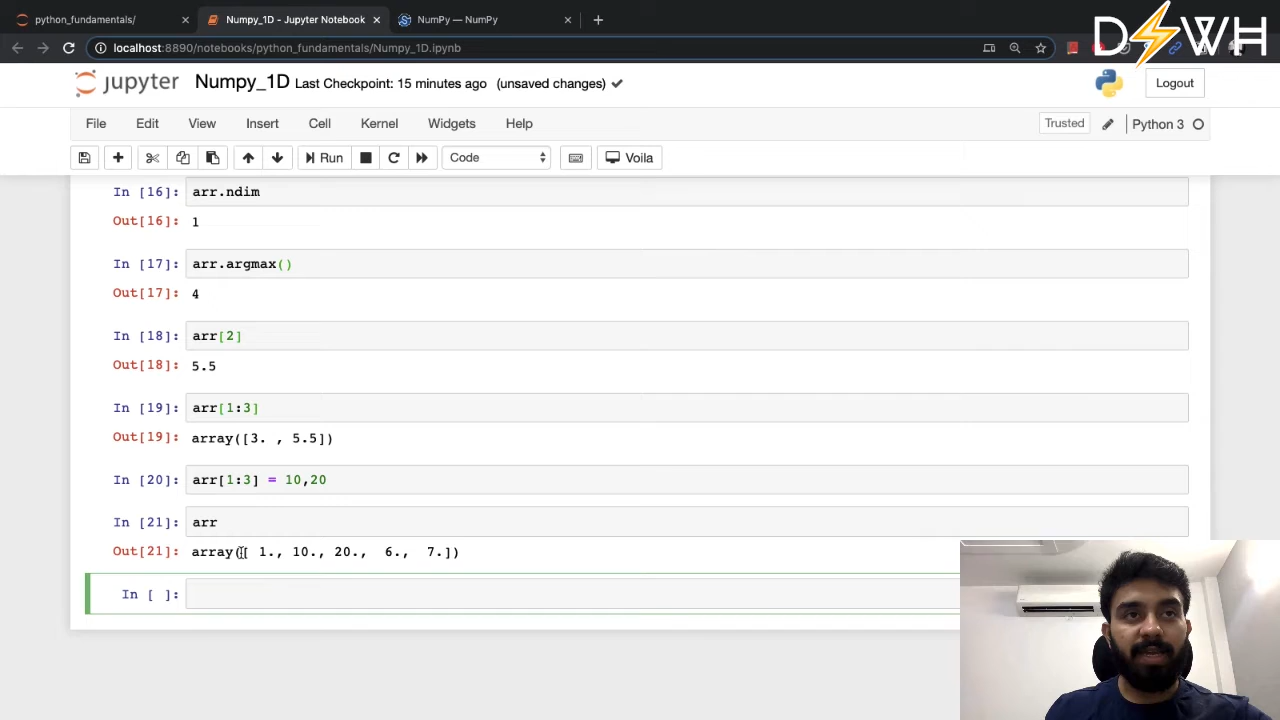 python_fundamentals/
Numpy_1D - Jupyter Notebook
NumPy — NumPy
localhost:8890/notebooks/python_fundamentals/Numpy_1D.ipynb
DWH
jupyter Numpy_1D Last Checkpoint: 15 minutes ago (unsaved changes)
Logout
File Edit View Insert Cell Kernel Widgets Help
Trusted
Python 3
Run
Code
Voila
In [16]: arr.ndim
Out[16]: 1
In [17]: arr.argmax()
Out[17]: 4
In [18]: arr[2]
Out[18]: 5.5
In [19]: arr[1:3]
Out[19]: array([3. , 5.5])
In [20]: arr[1:3] = 10,20
In [21]: arr
Out[21]: array([ 1., 10., 20., 6., 7.])
In [ ]: